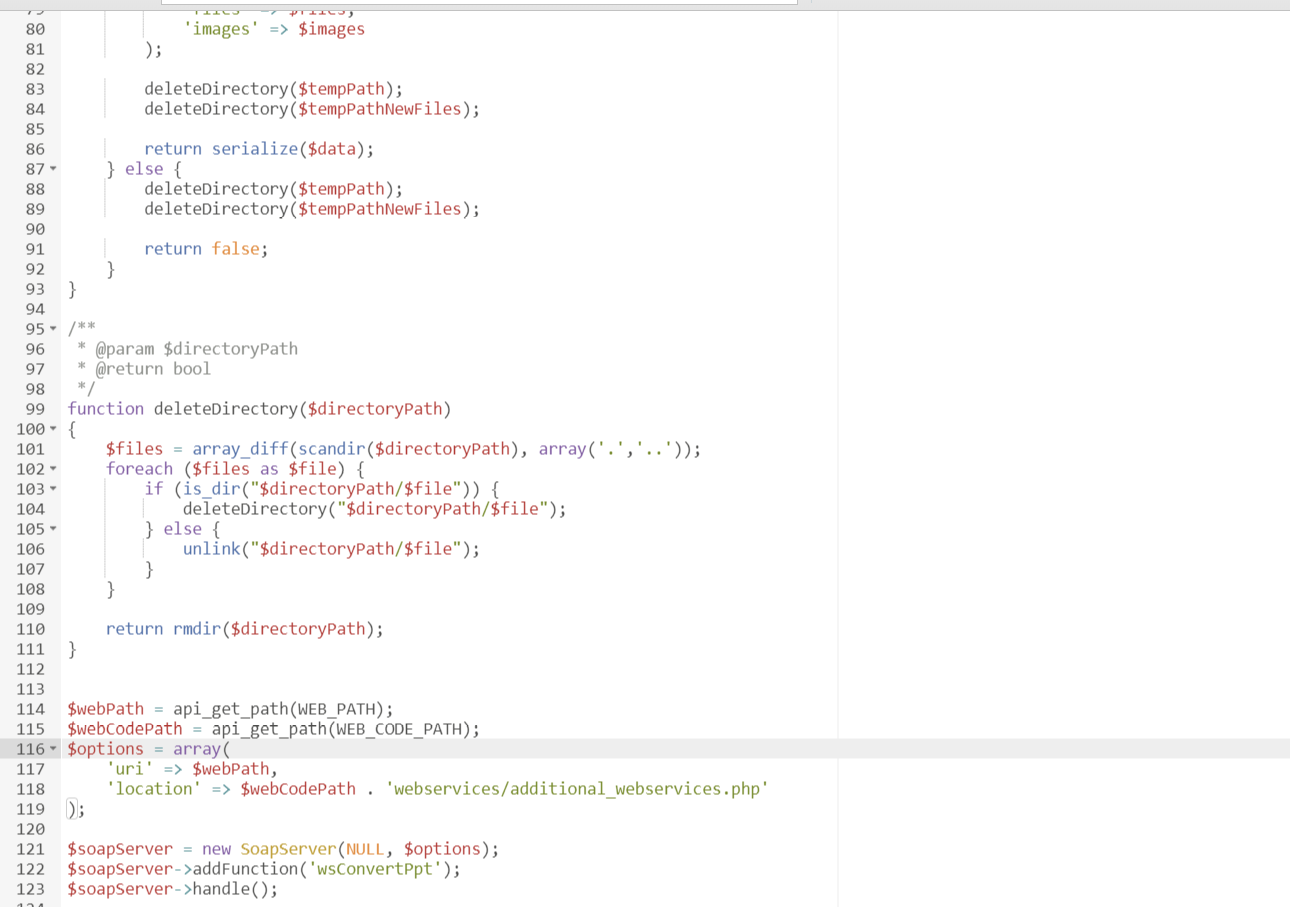 80 'images' => $images
81 );
82
83 deleteDirectory($tempPath);
84 deleteDirectory($tempPathNewFiles);
85
86 return serialize($data);
87 } else {
88 deleteDirectory($tempPath);
89 deleteDirectory($tempPathNewFiles);
90
91 return false;
92 }
93 }
94
95 /**
96 * @param $directoryPath
97 * @return bool
98 */
99 function deleteDirectory($directoryPath)
100 {
101 $files = array_diff(scandir($directoryPath), array('.','..'));
102 foreach ($files as $file) {
103 if (is_dir("$directoryPath/$file")) {
104 deleteDirectory("$directoryPath/$file");
105 } else {
106 unlink("$directoryPath/$file");
107 }
108 }
109
110 return rmdir($directoryPath);
111 }
112
113
114 $webPath = api_get_path(WEB_PATH);
115 $webCodePath = api_get_path(WEB_CODE_PATH);
116 $options = array(
117 'uri' => $webPath,
118 'location' => $webCodePath . 'webservices/additional_webservices.php'
119 );
120
121 $soapServer = new SoapServer(NULL, $options);
122 $soapServer->addFunction('wsConvertPpt');
123 $soapServer->handle();